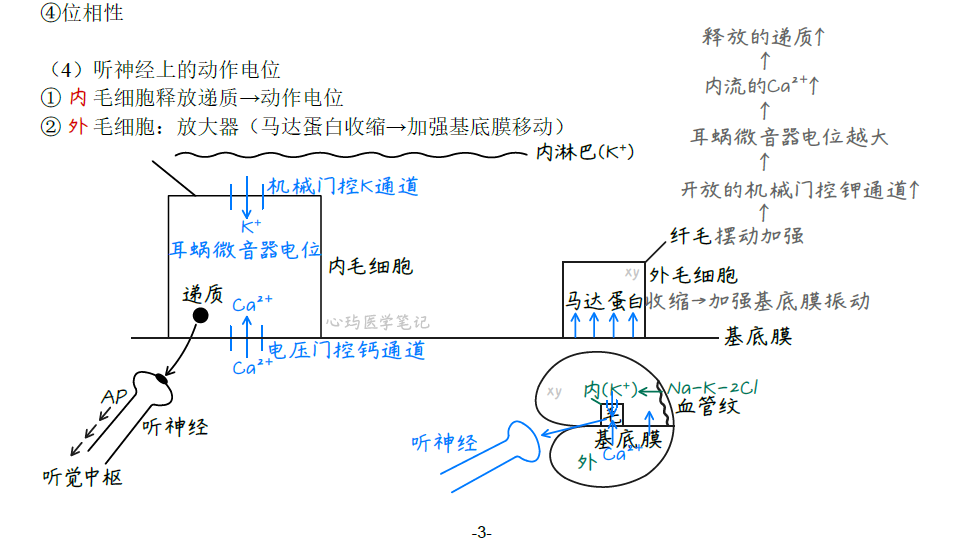 ④位相性
释放的递质↑
↑
（4）听神经上的动作电位
内流的Ca²⁺↑
↑
① 内 毛细胞释放递质→动作电位
② 外 毛细胞：放大器（马达蛋白收缩→加强基底膜移动）
耳蜗微音器电位越大
↑
内淋巴(K⁺)
开放的机械门控钾通道↑
↑
机械门控K通道
K⁺
纤毛摆动加强
耳蜗微音器电位
内毛细胞
xy
外毛细胞
递质
Ca²⁺
马达蛋白收缩→加强基底膜振动
心玙医学笔记
基底膜
电压门控钙通道
Ca²⁺
AP
听神经
听觉中枢
xy
内(K⁺)
Na-K-2Cl
血管纹
毛
听神经
基底膜
外
Ca²⁺
-3-